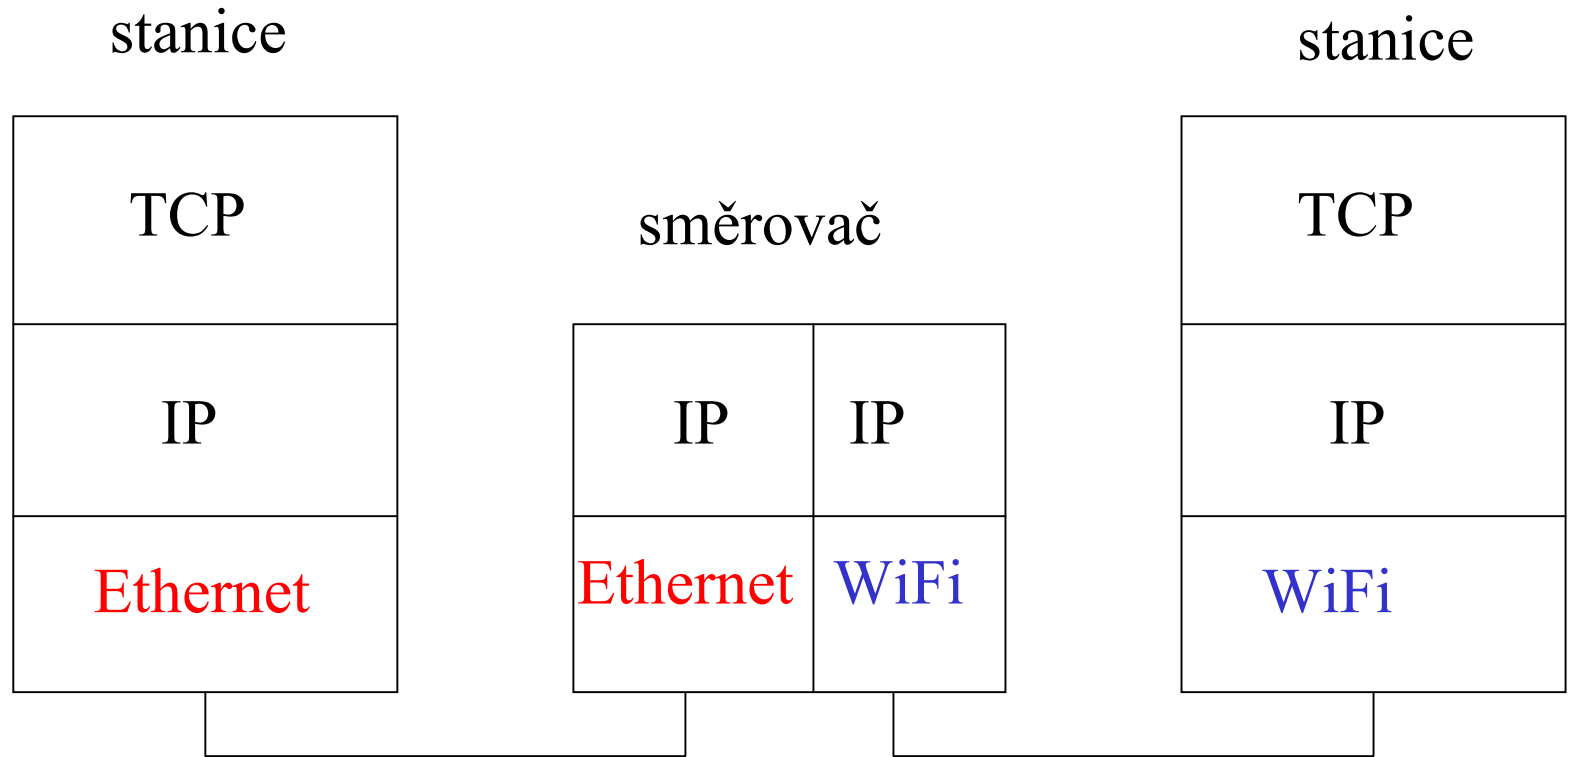 stanice
TCP
IP
Ethernet
směrovač
IP IP
Ethernet WiFi
stanice
TCP
IP
WiFi